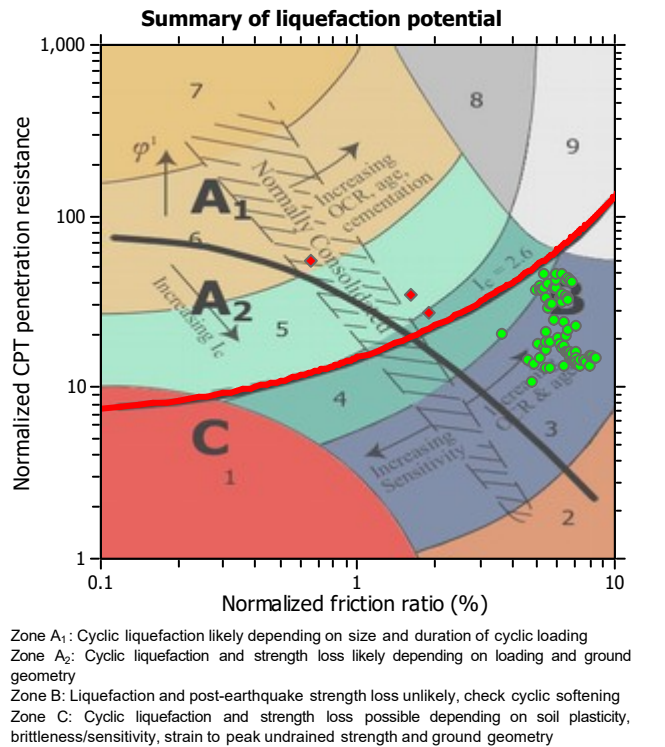 Summary of liquefaction potential
1,000
100
10
1
Normalized CPT penetration resistance
7
8
9
φ'
Increasing
OCR, age,
cementation
Normally Consolidated
A1
6
Ic = 2.6
A2
Increasing Ic
5
B
4
Increasing
OCR & age
C
1
Increasing
Sensitivity
3
2
0.1
1
10
Normalized friction ratio (%)
Zone A1: Cyclic liquefaction likely depending on size and duration of cyclic loading
Zone A2: Cyclic liquefaction and strength loss likely depending on loading and ground
geometry
Zone B: Liquefaction and post-earthquake strength loss unlikely, check cyclic softening
Zone C: Cyclic liquefaction and strength loss possible depending on soil plasticity,
brittleness/sensitivity, strain to peak undrained strength and ground geometry